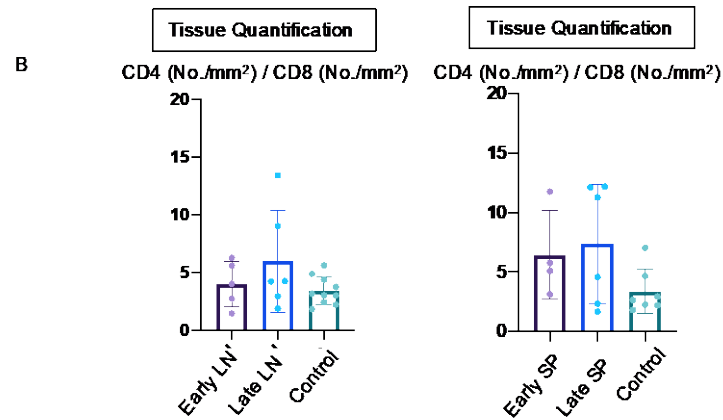 Tissue Quantification
Tissue Quantification
B
CD4 (No./mm²) / CD8 (No./mm²)
CD4 (No./mm²) / CD8 (No./mm²)
20
15
10
5
0
Early LN'
Late LN'
Control
20
15
10
5
0
Early SP
Late SP
Control